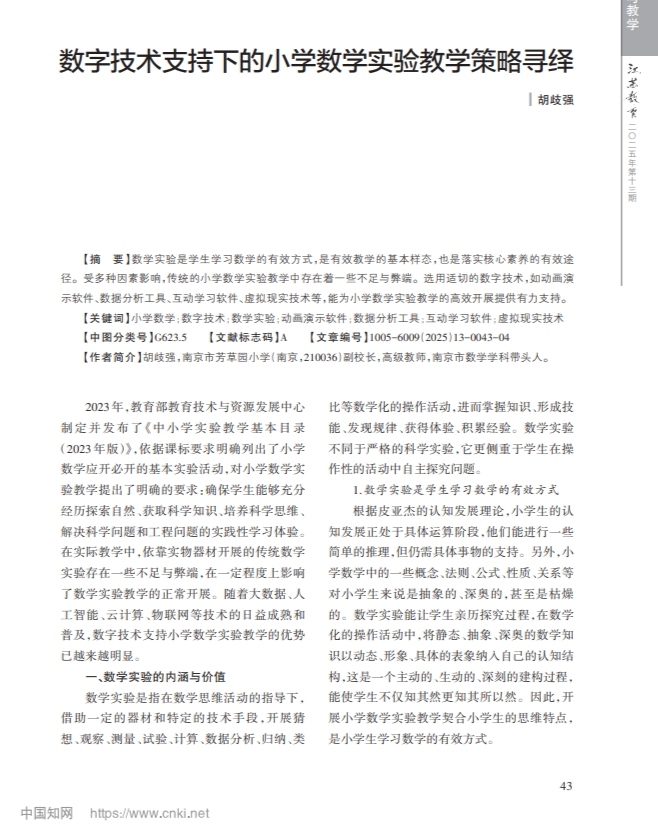 与教学
江苏教育
二〇二五年第十三期
数字技术支持下的小学数学实验教学策略寻绎
胡歧强
【摘　要】数学实验是学生学习数学的有效方式，是有效教学的基本样态，也是落实核心素养的有效途
径。受多种因素影响，传统的小学数学实验教学中存在着一些不足与弊端。选用适切的数字技术，如动画演
示软件、数据分析工具、互动学习软件、虚拟现实技术等，能为小学数学实验教学的高效开展提供有力支持。
【关键词】小学数学；数字技术；数学实验；动画演示软件；数据分析工具；互动学习软件；虚拟现实技术
【中图分类号】G623.5　【文献标志码】A　【文章编号】1005-6009(2025)13-0043-04
【作者简介】胡歧强，南京市芳草园小学（南京，210036）副校长，高级教师，南京市数学学科带头人。
2023年，教育部教育技术与资源发展中心
制定并发布了《中小学实验教学基本目录
（2023年版）》，依据课标要求明确列出了小学
数学应开必开的基本实验活动，对小学数学实
验教学提出了明确的要求：确保学生能够充分
经历探索自然、获取科学知识、培养科学思维、
解决科学问题和工程问题的实践性学习体验。
在实际教学中，依靠实物器材开展的传统数学
实验存在一些不足与弊端，在一定程度上影响
了数学实验教学的正常开展。随着大数据、人
工智能、云计算、物联网等技术的日益成熟和
普及，数字技术支持小学数学实验教学的优势
已越来越明显。
一、数学实验的内涵与价值
数学实验是指在数学思维活动的指导下，
借助一定的器材和特定的技术手段，开展猜
想、观察、测量、试验、计算、数据分析、归纳、类
比等数学化的操作活动，进而掌握知识、形成技
能、发现规律、获得体验、积累经验。数学实验
不同于严格的科学实验，它更侧重于学生在操
作性的活动中自主探究问题。
1.数学实验是学生学习数学的有效方式
根据皮亚杰的认知发展理论，小学生的认
知发展正处于具体运算阶段，他们能进行一些
简单的推理，但仍需具体事物的支持。另外，小
学数学中的一些概念、法则、公式、性质、关系等
对小学生来说是抽象的、深奥的，甚至是枯燥
的。数学实验能让学生亲历探究过程，在数学
化的操作活动中，将静态、抽象、深奥的数学知
识以动态、形象、具体的表象纳入自己的认知结
构，这是一个主动的、生动的、深刻的建构过程，
能使学生不仅知其然更知其所以然。因此，开
展小学数学实验教学契合小学生的思维特点，
是小学生学习数学的有效方式。
43
中国知网　https://www.cnki.net